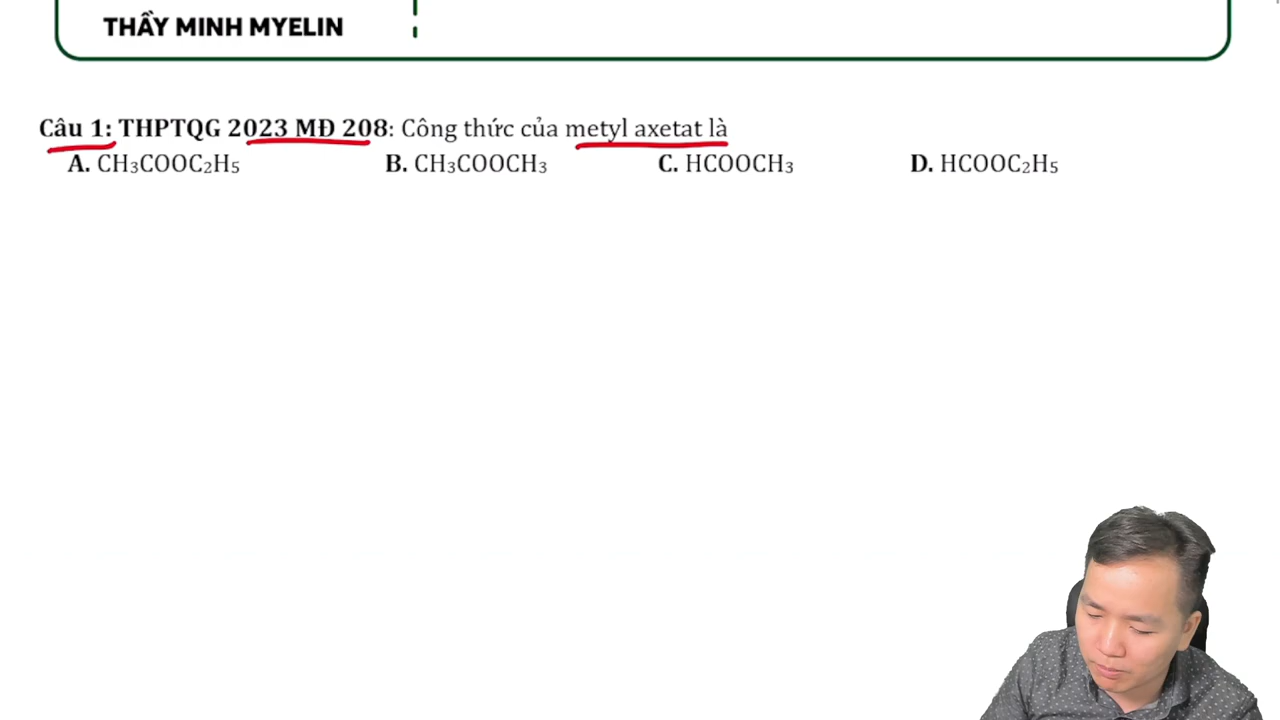 THẦY MINH MYELIN
Câu 1: THPTQG 2023 MĐ 208: Công thức của metyl axetat là
A. CH₃COOC₂H₅ B. CH₃COOCH₃ C. HCOOCH₃ D. HCOOC₂H₅